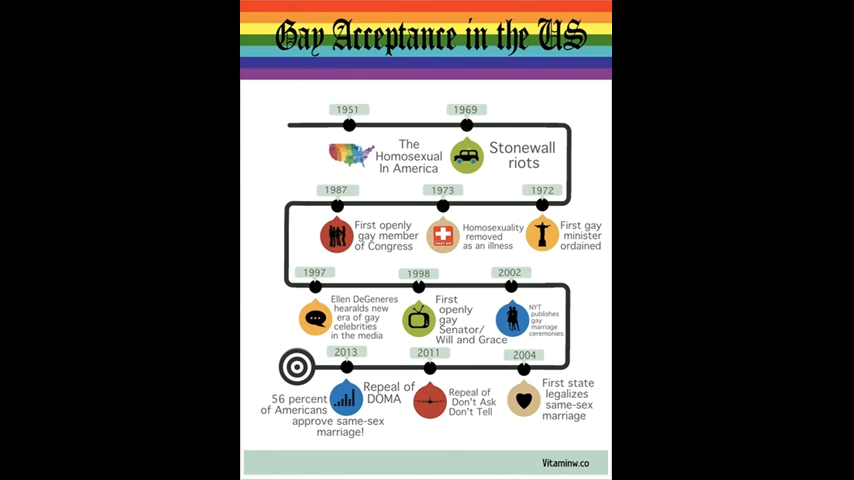 Gay Acceptance in the US
1951
1969
The
Homosexual
In America
Stonewall
riots
1987
1973
1972
First openly
gay member
of Congress
Homosexuality
removed
as an illness
FIRST AID
First gay
minister
ordained
1997
1998
2002
Ellen DeGeneres
hearalds new
era of gay
celebrities
in the media
First
openly
gay
Senator/
Will and Grace
NYT
publishes
gay
marriage
ceremonies
2013
2011
2004
56 percent
of Americans
approve same-sex
marriage!
Repeal of
DOMA
Repeal of
Don't Ask
Don't Tell
First state
legalizes
same-sex
marriage
Vitaminw.co